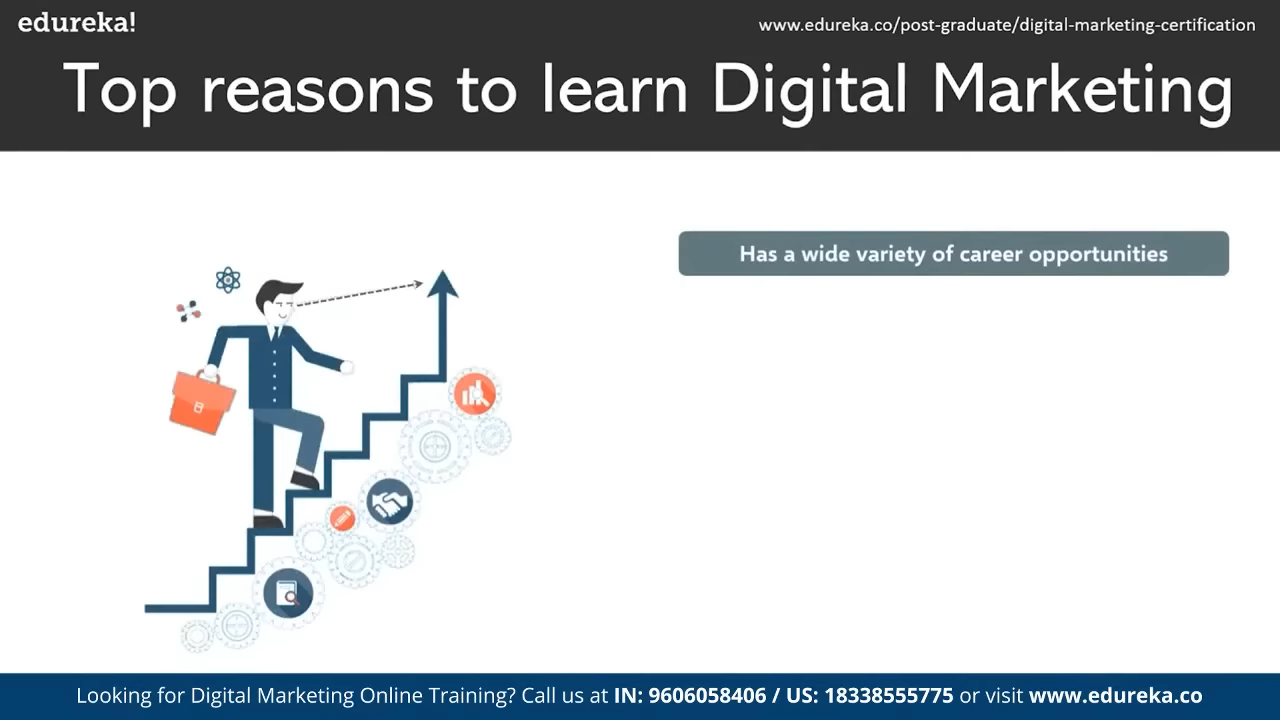 edureka!
www.edureka.co/post-graduate/digital-marketing-certification
Top reasons to learn Digital Marketing
Has a wide variety of career opportunities
Looking for Digital Marketing Online Training? Call us at IN: 9606058406 / US: 18338555775 or visit www.edureka.co